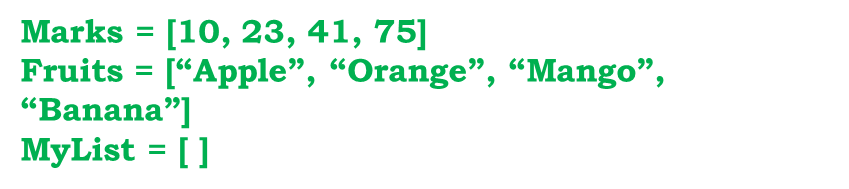 Marks = [10, 23, 41, 75]
Fruits = [“Apple”, “Orange”, “Mango”,
“Banana”]
MyList = [ ]